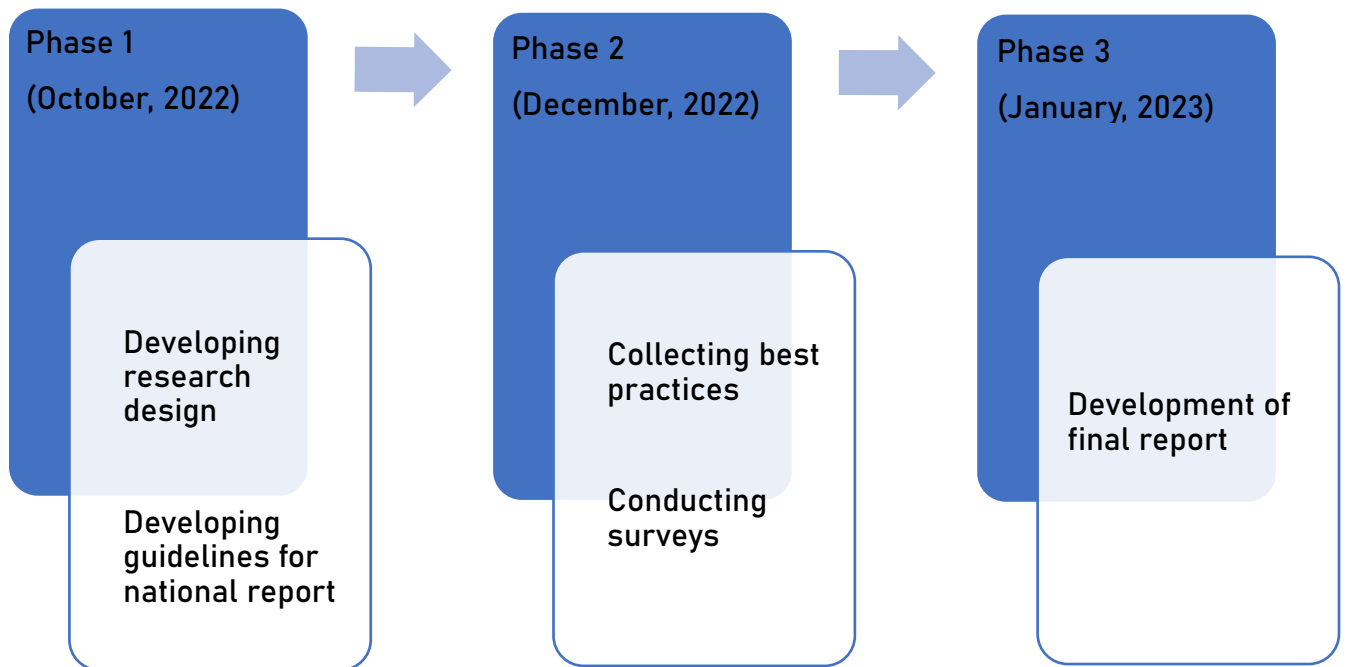 Phase 1
(October, 2022)
Developing
research
design
Developing
guidelines for
national report
Phase 2
(December, 2022)
Collecting best
practices
Conducting
surveys
Phase 3
(January, 2023)
Development of
final report